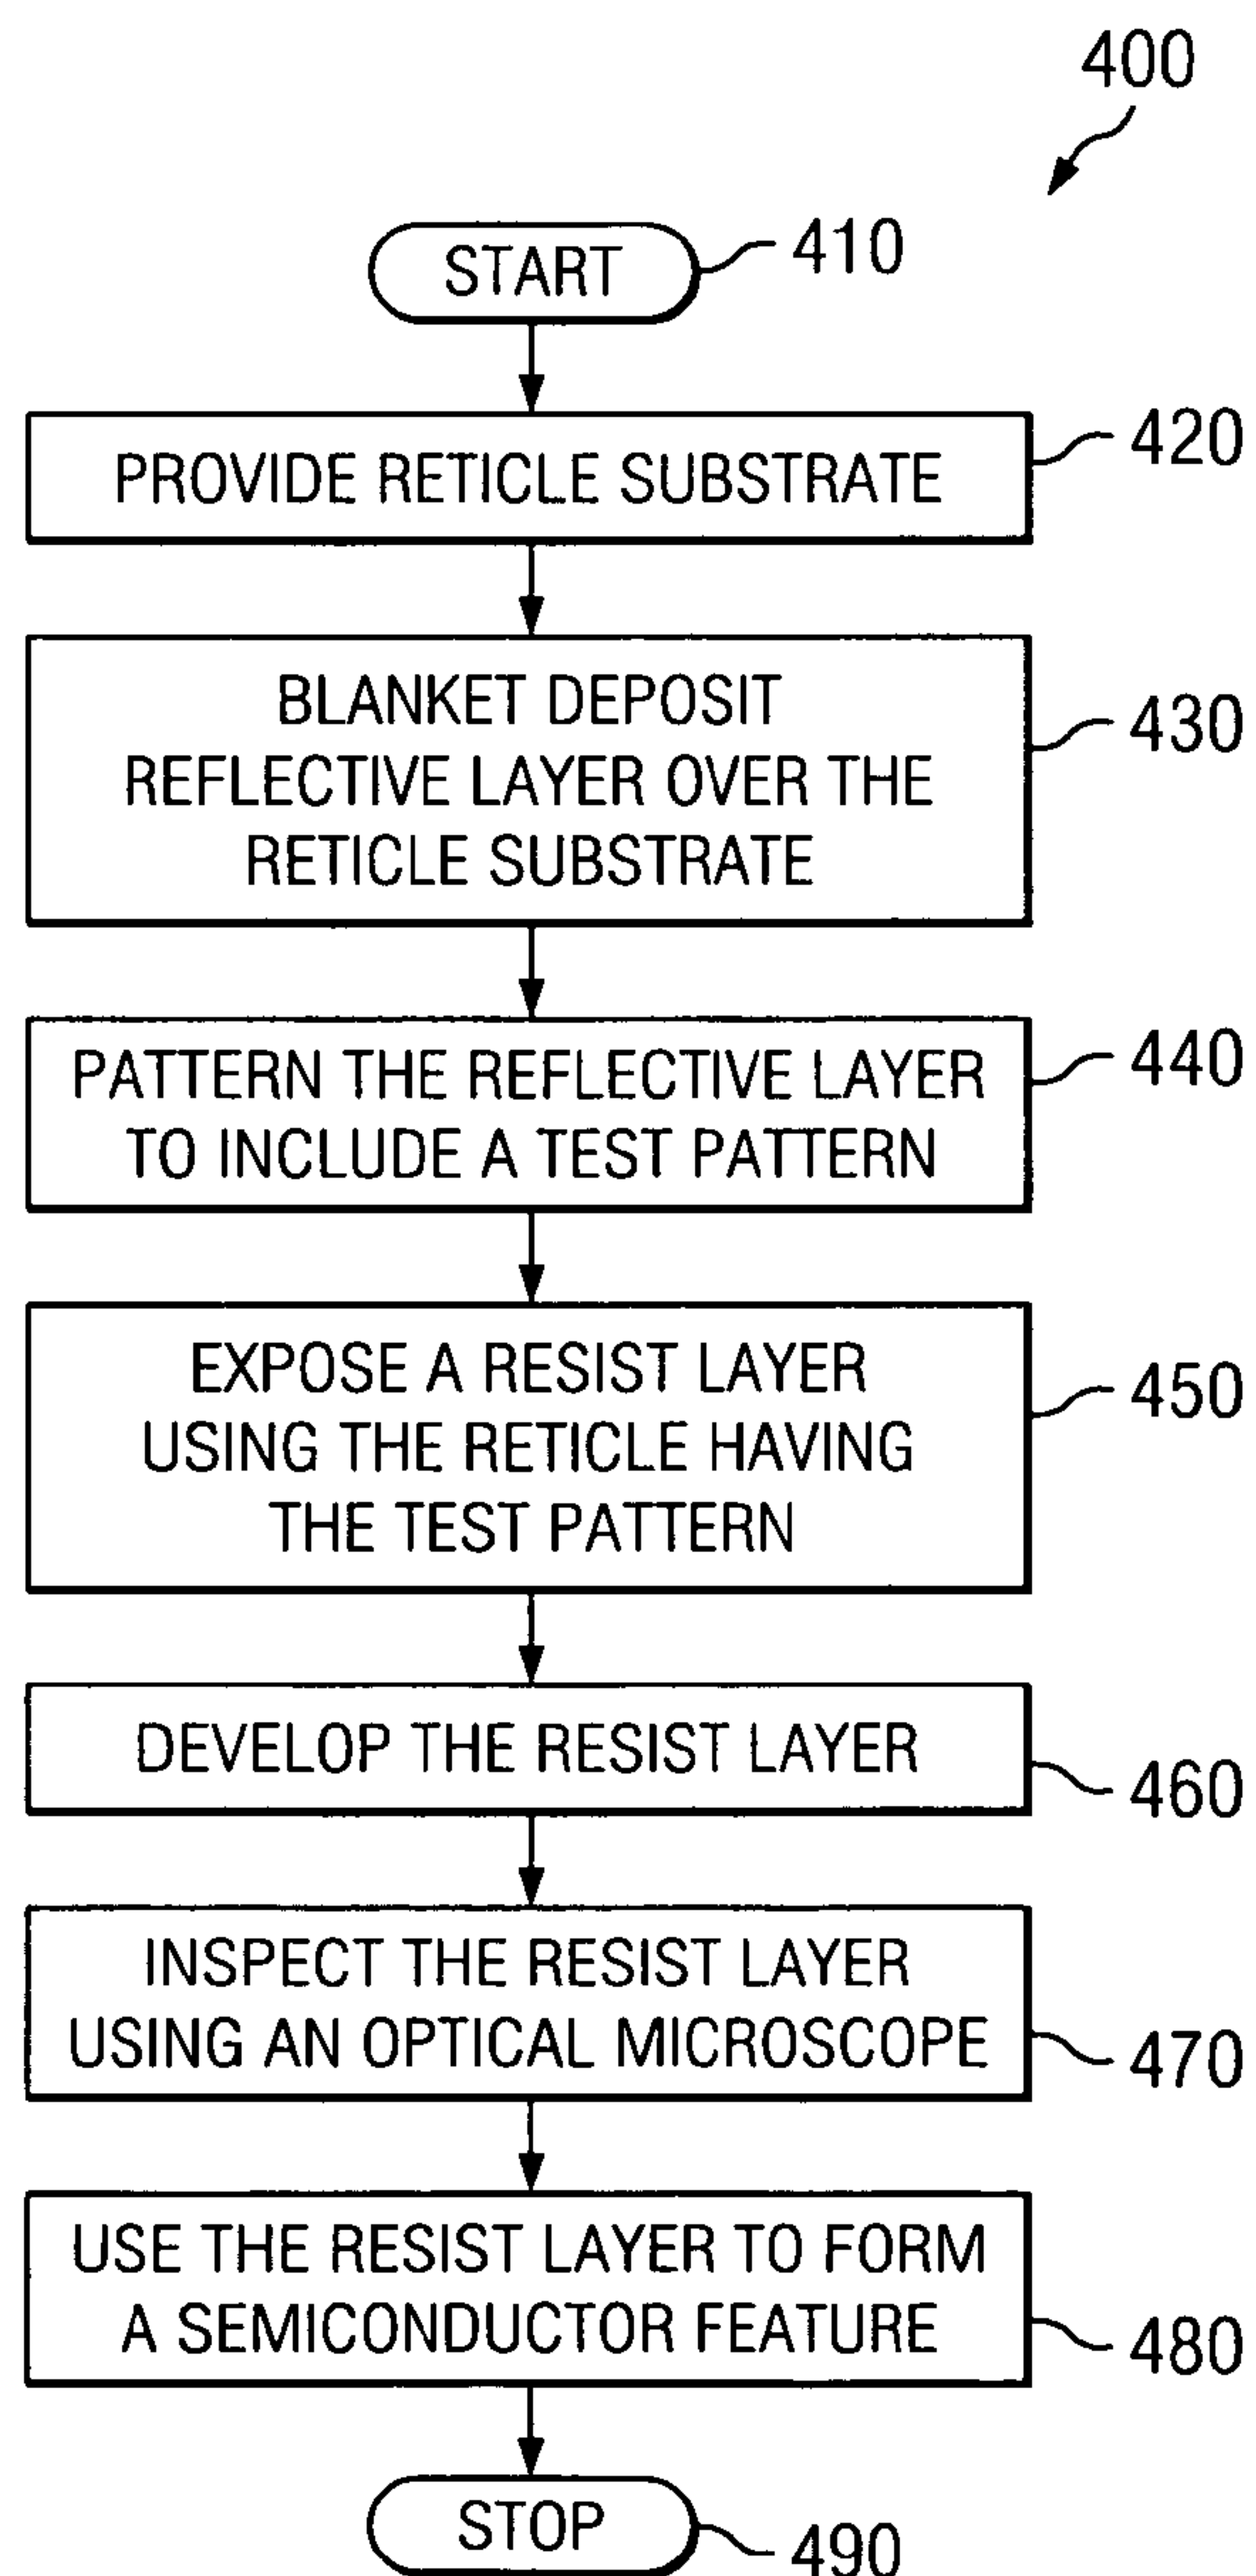 400
START
410
PROVIDE RETICLE SUBSTRATE
420
BLANKET DEPOSIT
REFLECTIVE LAYER OVER THE
RETICLE SUBSTRATE
430
PATTERN THE REFLECTIVE LAYER
TO INCLUDE A TEST PATTERN
440
EXPOSE A RESIST LAYER
USING THE RETICLE HAVING
THE TEST PATTERN
450
DEVELOP THE RESIST LAYER
460
INSPECT THE RESIST LAYER
USING AN OPTICAL MICROSCOPE
470
USE THE RESIST LAYER TO FORM
A SEMICONDUCTOR FEATURE
480
STOP
490